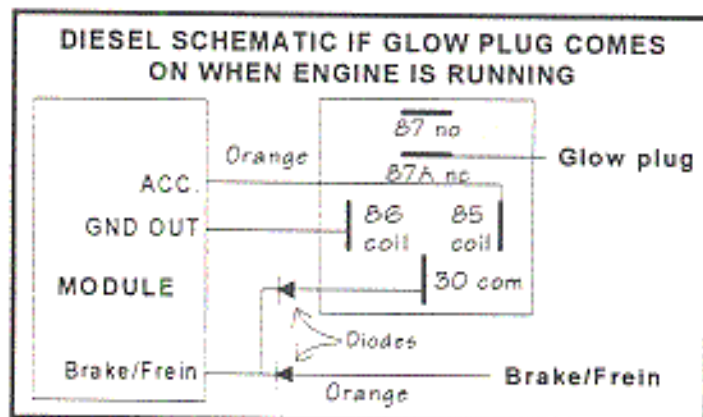 DIESEL SCHEMATIC IF GLOW PLUG COMES
ON WHEN ENGINE IS RUNNING
87 no
Orange
Glow plug
87A nc
ACC.
GND OUT
86 85
coil coil
MODULE
30 com
Diodes
Brake/Frein
Brake/Frein
Orange